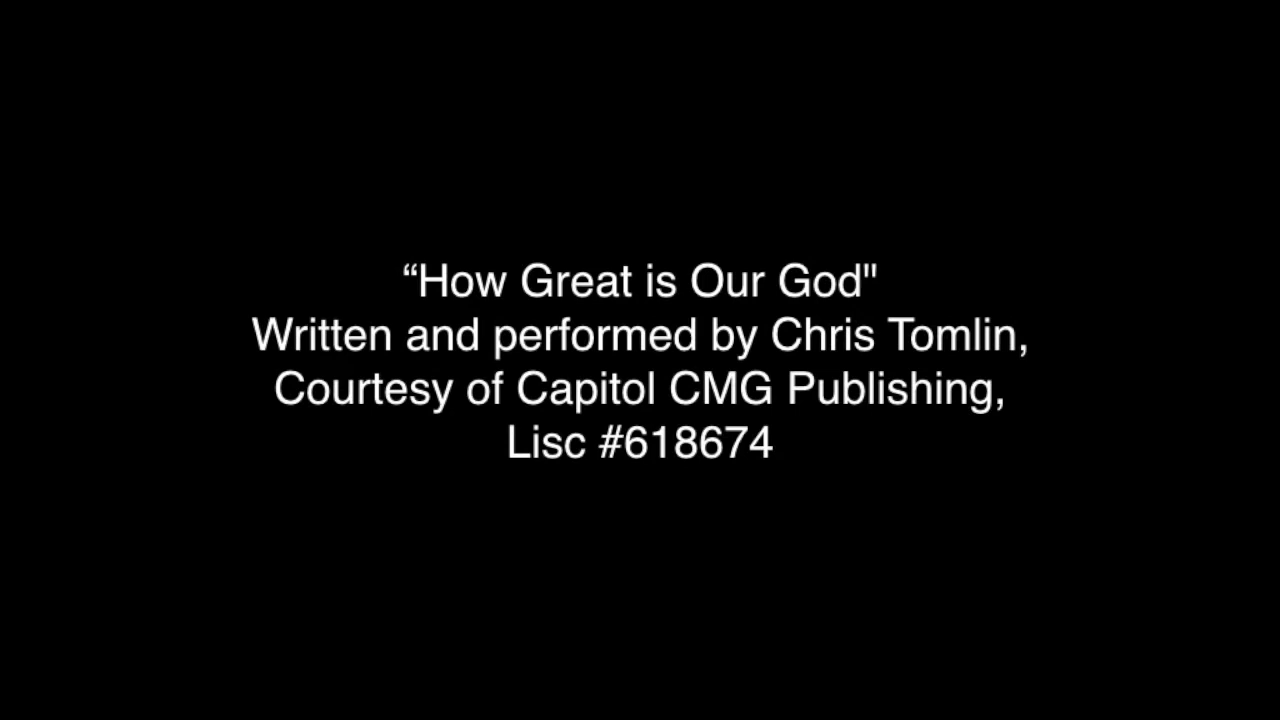 “How Great is Our God"
Written and performed by Chris Tomlin,
Courtesy of Capitol CMG Publishing,
Lisc #618674